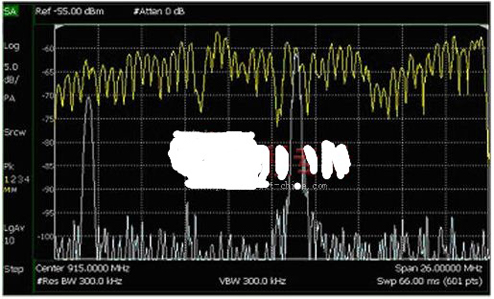 SA Ref -55.00 dBm #Atten 0 dB
Log
-60
5.0
-65
dB/
PA
-70
-75
Srcw
-80
Pk
-85
1234
-90
LgAv
-95
10
-100
Step
Center 915.0000 MHz Span 26.00000 MHz
#Res BW 300.0 kHz VBW 300.0 kHz Swp 66.00 ms (601 pts)